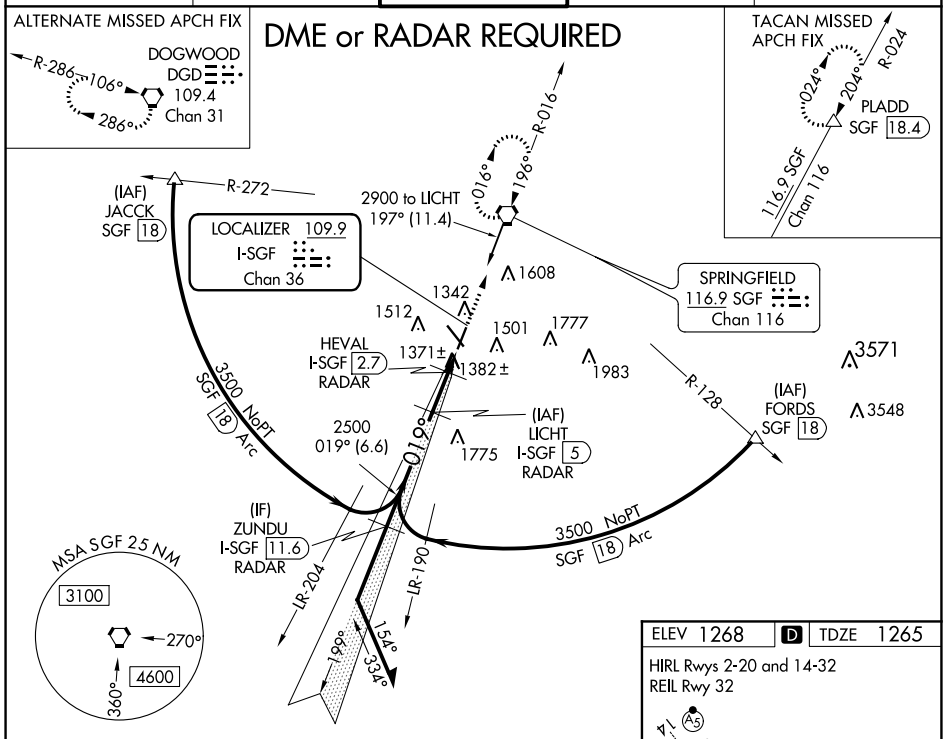 ALTERNATE MISSED APCH FIX
DOGWOOD
DGD
109.4
Chan 31
R-286
106°
286°
DME or RADAR REQUIRED
TACAN MISSED
APCH FIX
R-024
024°
204°
PLADD
SGF 18.4
116.9 SGF
Chan 116
R-016
016°
196°
2900 to LICHT
197° (11.4)
(IAF)
JACCK
SGF 18
R-272
LOCALIZER 109.9
I-SGF
Chan 36
1608
SPRINGFIELD
116.9 SGF
Chan 116
1342
1512
1501
1777
1983
1371±
1382±
HEVAL
I-SGF 2.7
RADAR
3571
3548
R-128
(IAF)
FORDS
SGF 18
(IAF)
LICHT
I-SGF 5
RADAR
1775
3500 NoPT
SGF 18 Arc
2500
019° (6.6)
019°
3500 NoPT
SGF 18 Arc
(IF)
ZUNDU
I-SGF 11.6
RADAR
LR-204
LR-190
199°
154°
334°
MSA SGF 25 NM
3100
270°
4600
360°
ELEV 1268 D TDZE 1265
HIRL Rwys 2-20 and 14-32
REIL Rwy 32
14
A5